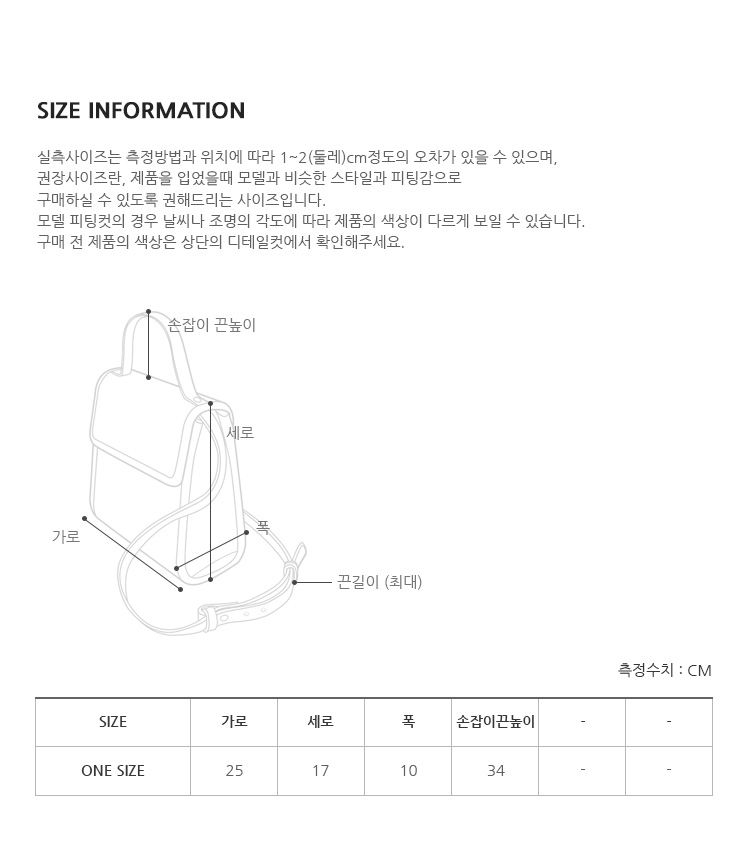 SIZE INFORMATION
실측사이즈는 측정방법과 위치에 따라 1~2(둘레)cm정도의 오차가 있을 수 있으며,
권장사이즈란, 제품을 입었을때 모델과 비슷한 스타일과 피팅감으로
구매하실 수 있도록 권해드리는 사이즈입니다.
모델 피팅컷의 경우 날씨나 조명의 각도에 따라 제품의 색상이 다르게 보일 수 있습니다.
구매 전 제품의 색상은 상단의 디테일컷에서 확인해주세요.
손잡이 끈높이
세로
폭
가로
끈길이 (최대)
측정수치 : CM
SIZE 가로 세로 폭 손잡이끈높이 - -
ONE SIZE 25 17 10 34 - -